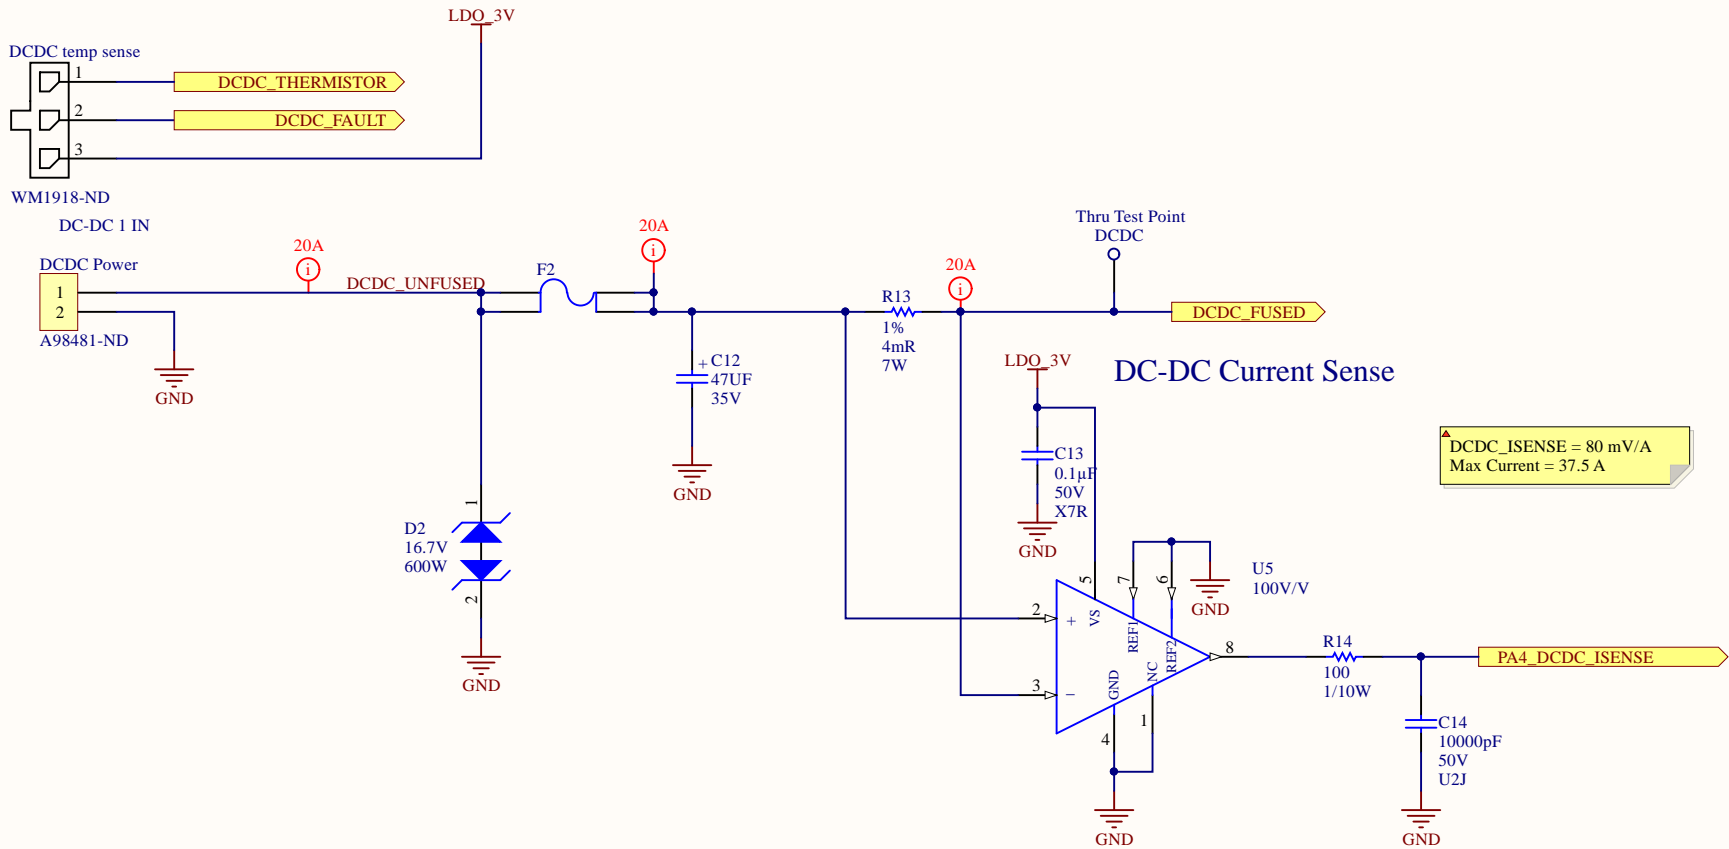 LDO_3V
DCDC temp sense
1
DCDC_THERMISTOR
2
DCDC_FAULT
3
WM1918-ND
DC-DC 1 IN
DCDC Power
1
2
A98481-ND
GND
20A
i
DCDC_UNFUSED
F2
20A
i
C12
+
47UF
35V
GND
D2
16.7V
600W
1
2
GND
R13
1%
4mR
7W
20A
i
Thru Test Point
DCDC
DCDC_FUSED
DC-DC Current Sense
LDO_3V
C13
0.1µF
50V
X7R
GND
DCDC_ISENSE = 80 mV/A
Max Current = 37.5 A
U5
100V/V
GND
5
7
6
VS
REF1
REF2
2
+
3
−
GND
NC
4
1
8
GND
R14
100
1/10W
PA4_DCDC_ISENSE
C14
10000pF
50V
U2J
GND